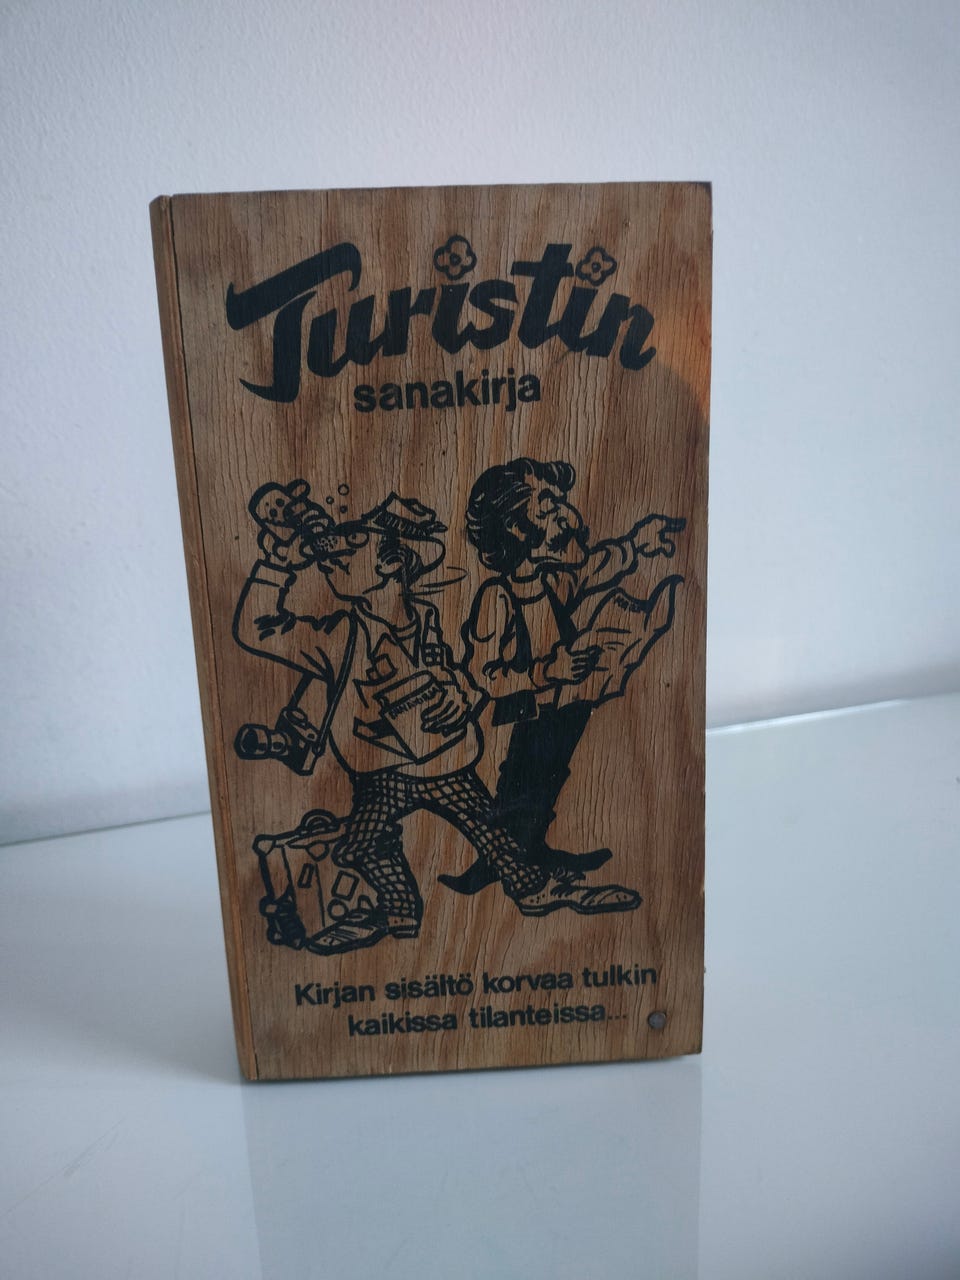 Turistin
sanakirja
Kirjan sisältö korvaa tulkin
kaikissa tilanteissa...